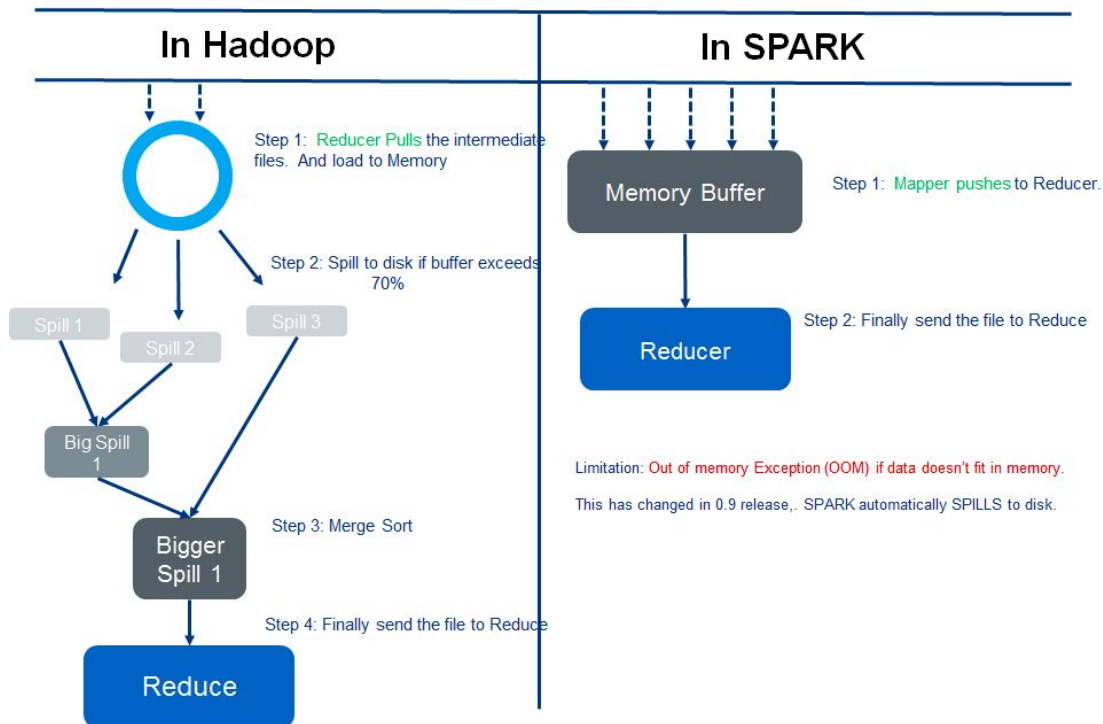 In Hadoop
Step 1: Reducer Pulls the intermediate
files. And load to Memory
Step 2: Spill to disk if buffer exceeds
70%
Spill 1
Spill 2
Spill 3
Big Spill
1
Step 3: Merge Sort
Bigger
Spill 1
Step 4: Finally send the file to Reduce
Reduce
In SPARK
Memory Buffer
Step 1: Mapper pushes to Reducer.
Step 2: Finally send the file to Reduce
Reducer
Limitation: Out of memory Exception (OOM) if data doesn't fit in memory.
This has changed in 0.9 release,. SPARK automatically SPILLS to disk.